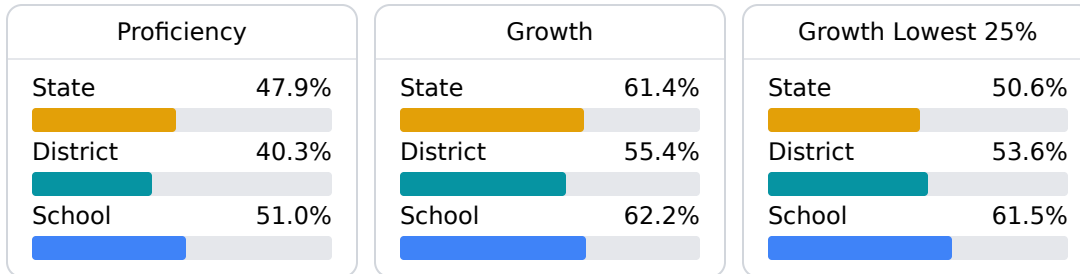 Proficiency
State 47.9%
District 40.3%
School 51.0%
Growth
State 61.4%
District 55.4%
School 62.2%
Growth Lowest 25%
State 50.6%
District 53.6%
School 61.5%